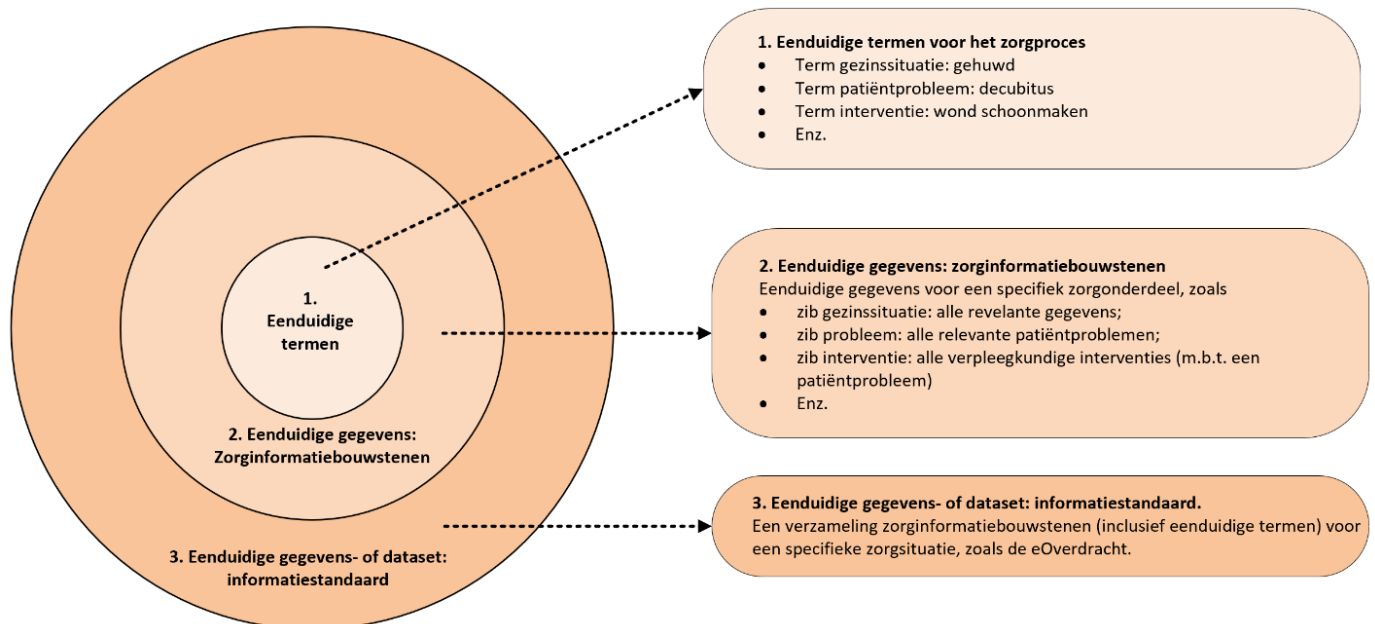 1.
Eenduidige
termen
2. Eenduidige gegevens:
Zorginformatiebouwstenen
3. Eenduidige gegevens- of dataset:
informatiestandaard
1. Eenduidige termen voor het zorgproces
• Term gezinssituatie: gehuwd
• Term patiëntprobleem: decubitus
• Term interventie: wond schoonmaken
• Enz.
2. Eenduidige gegevens: zorginformatiebouwstenen
Eenduidige gegevens voor een specifiek zorgonderdeel, zoals
• zib gezinssituatie: alle revelante gegevens;
• zib probleem: alle relevante patiëntproblemen;
• zib interventie: alle verpleegkundige interventies (m.b.t. een
patiëntprobleem)
• Enz.
3. Eenduidige gegevens- of dataset: informatiestandaard.
Een verzameling zorginformatiebouwstenen (inclusief eenduidige termen) voor
een specifieke zorgsituatie, zoals de eOverdracht.